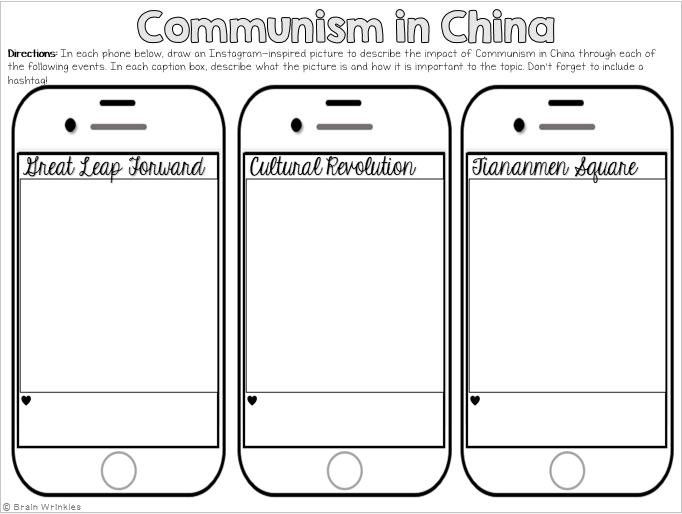 Communism in China
Directions: In each phone below, draw an Instagram-inspired picture to describe the impact of Communism in China through each of
the following events. In each caption box, describe what the picture is and how it is important to the topic. Don't forget to include a
hashtag!
Great Leap Forward
Cultural Revolution
Tiananmen Square
© Brain Wrinkles